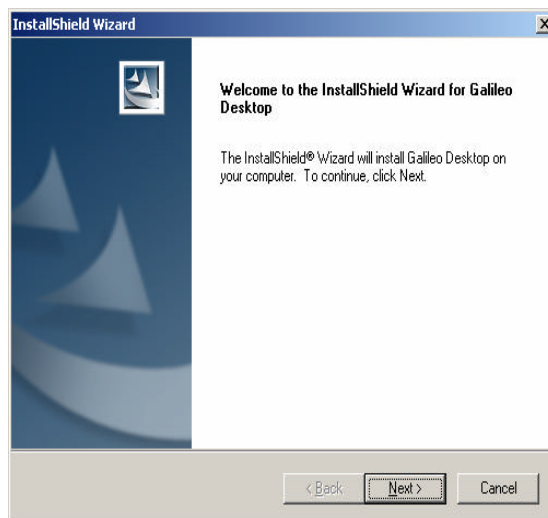 InstallShield Wizard
Welcome to the InstallShield Wizard for Galileo
Desktop
The InstallShield® Wizard will install Galileo Desktop on
your computer. To continue, click Next.
< Back Next > Cancel